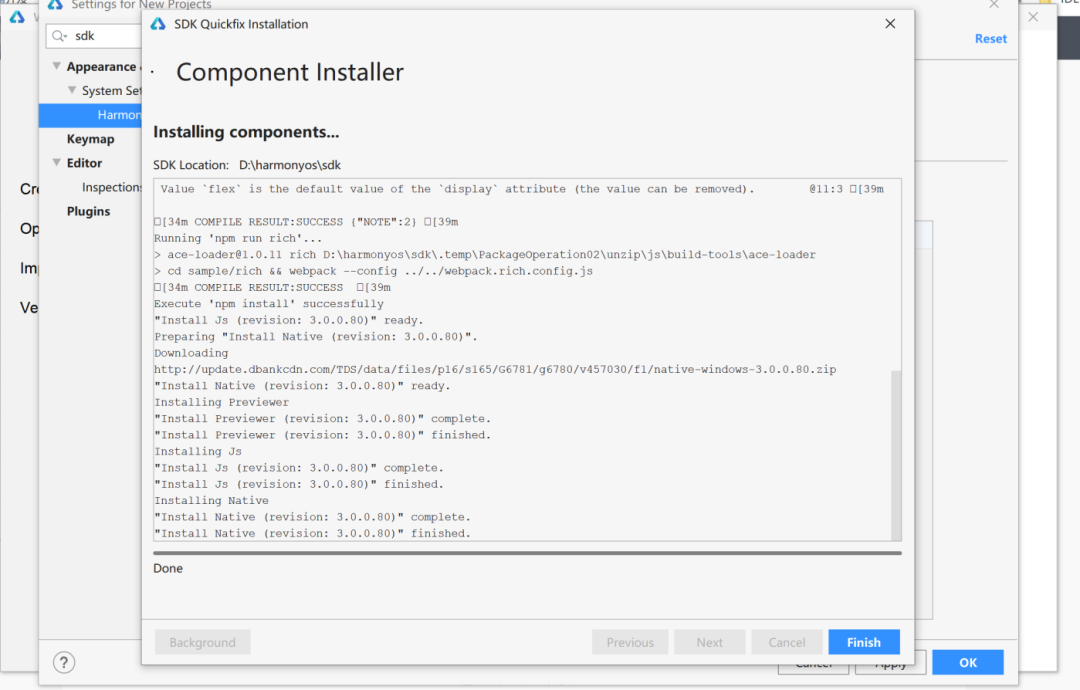 Settings for New Projects
sdk
Reset
Appearance
System Set
Harmon
Keymap
Editor
Inspections
Plugins
Cre
Op
Imp
Ve
SDK Quickfix Installation
Component Installer
Installing components...
SDK Location: D:\harmonyos\sdk
Value `flex` is the default value of the `display` attribute (the value can be removed). @11:3 □[39m
□[34m COMPILE RESULT:SUCCESS {"NOTE":2} □[39m
Running 'npm run rich'...
> ace-loader@1.0.11 rich D:\harmonyos\sdk\.temp\PackageOperation02\unzip\js\build-tools\ace-loader
> cd sample/rich && webpack --config ../../webpack.rich.config.js
□[34m COMPILE RESULT:SUCCESS □[39m
Execute 'npm install' successfully
"Install Js (revision: 3.0.0.80)" ready.
Preparing "Install Native (revision: 3.0.0.80)".
Downloading
http://update.dbankcdn.com/TDS/data/files/p16/s165/G6781/g6780/v457030/f1/native-windows-3.0.0.80.zip
"Install Native (revision: 3.0.0.80)" ready.
Installing Previewer
"Install Previewer (revision: 3.0.0.80)" complete.
"Install Previewer (revision: 3.0.0.80)" finished.
Installing Js
"Install Js (revision: 3.0.0.80)" complete.
"Install Js (revision: 3.0.0.80)" finished.
Installing Native
"Install Native (revision: 3.0.0.80)" complete.
"Install Native (revision: 3.0.0.80)" finished.
Done
Background
Previous
Next
Cancel
Finish
?
Cancel
Apply
OK